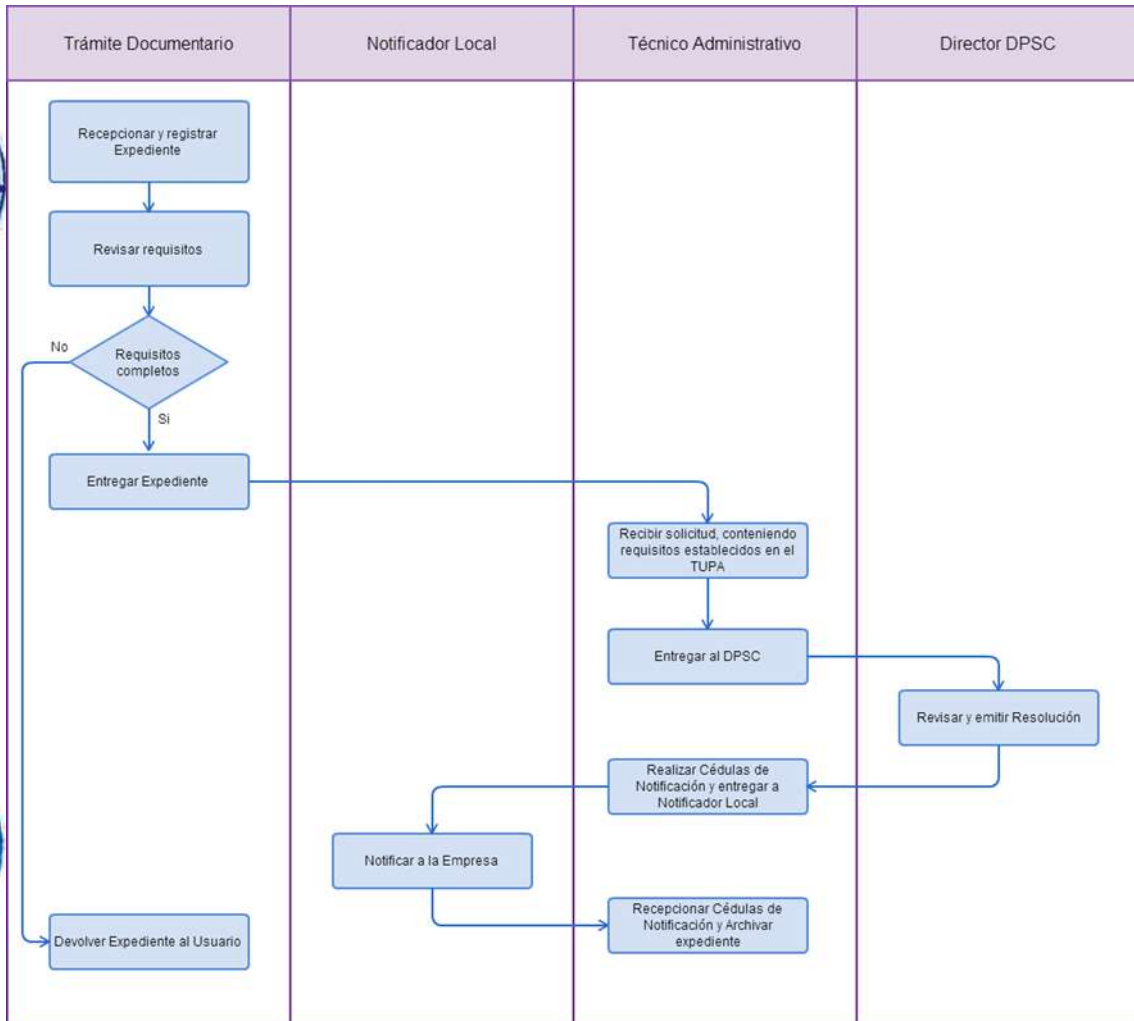 Trámite Documentario
Notificador Local
Técnico Administrativo
Director DPSC
Recepcionar y registrar
Expediente
Revisar requisitos
No
Requisitos
completos
Si
Entregar Expediente
Recibir solicitud, conteniendo
requisitos establecidos en el
TUPA
Entregar al DPSC
Revisar y emitir Resolución
Realizar Cédulas de
Notificación y entregar a
Notificador Local
Notificar a la Empresa
Recepcionar Cédulas de
Notificación y Archivar
expediente
Devolver Expediente al Usuario